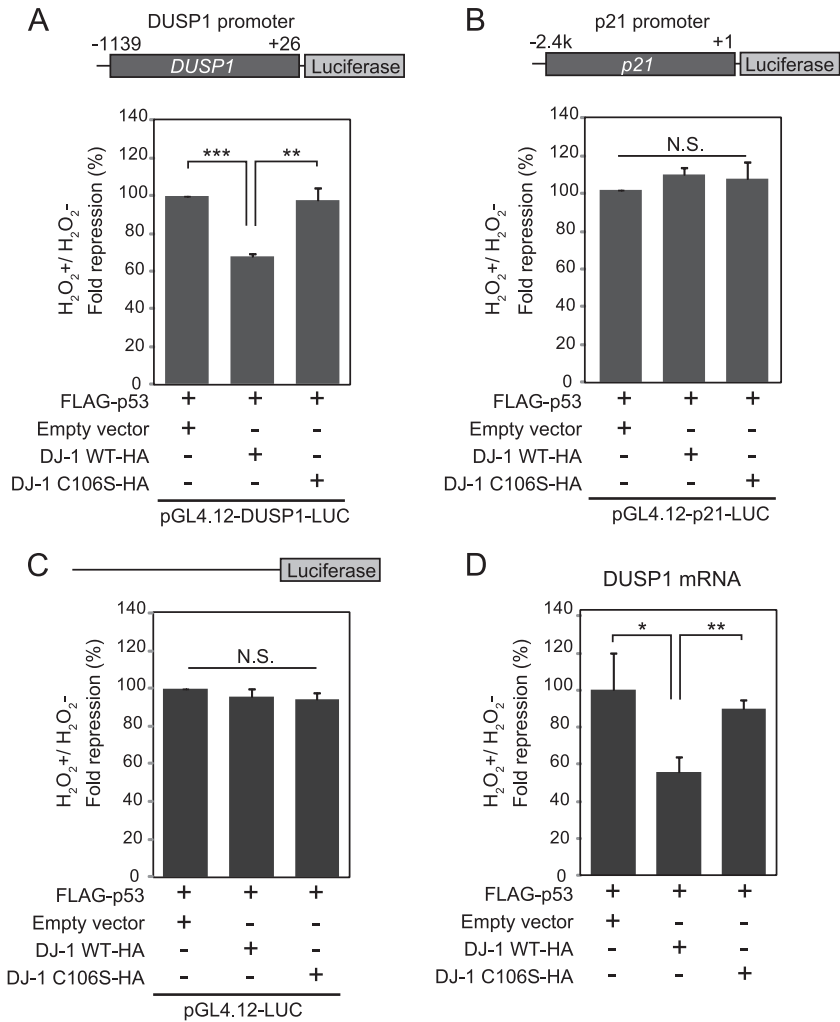 A
DUSP1 promoter
-1139 +26
DUSP1 Luciferase
H₂O₂+/ H₂O₂-
Fold repression (%)
140
120
100
80
60
40
20
0
*** **
FLAG-p53 + + +
Empty vector + - -
DJ-1 WT-HA - + -
DJ-1 C106S-HA - - +
pGL4.12-DUSP1-LUC
B
p21 promoter
-2.4k +1
p21 Luciferase
H₂O₂+/ H₂O₂-
Fold repression (%)
140
120
100
80
60
40
20
0
N.S.
FLAG-p53 + + +
Empty vector + - -
DJ-1 WT-HA - + -
DJ-1 C106S-HA - - +
pGL4.12-p21-LUC
C
Luciferase
H₂O₂+/ H₂O₂-
Fold repression (%)
140
120
100
80
60
40
20
0
N.S.
FLAG-p53 + + +
Empty vector + - -
DJ-1 WT-HA - + -
DJ-1 C106S-HA - - +
pGL4.12-LUC
D
DUSP1 mRNA
H₂O₂+/ H₂O₂-
Fold repression (%)
140
120
100
80
60
40
20
0
* **
FLAG-p53 + + +
Empty vector + - -
DJ-1 WT-HA - + -
DJ-1 C106S-HA - - +